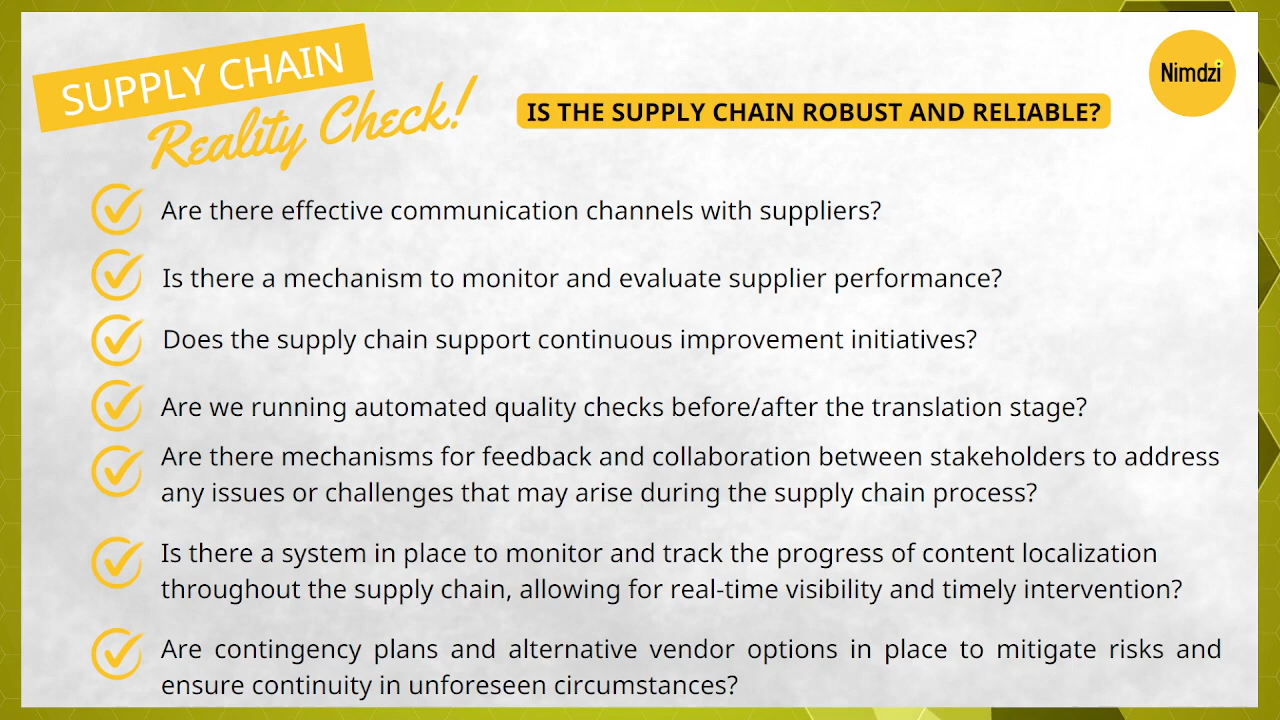 SUPPLY CHAIN
Reality Check!
IS THE SUPPLY CHAIN ROBUST AND RELIABLE?
Nimdzi
Are there effective communication channels with suppliers?
Is there a mechanism to monitor and evaluate supplier performance?
Does the supply chain support continuous improvement initiatives?
Are we running automated quality checks before/after the translation stage?
Are there mechanisms for feedback and collaboration between stakeholders to address
any issues or challenges that may arise during the supply chain process?
Is there a system in place to monitor and track the progress of content localization
throughout the supply chain, allowing for real-time visibility and timely intervention?
Are contingency plans and alternative vendor options in place to mitigate risks and
ensure continuity in unforeseen circumstances?